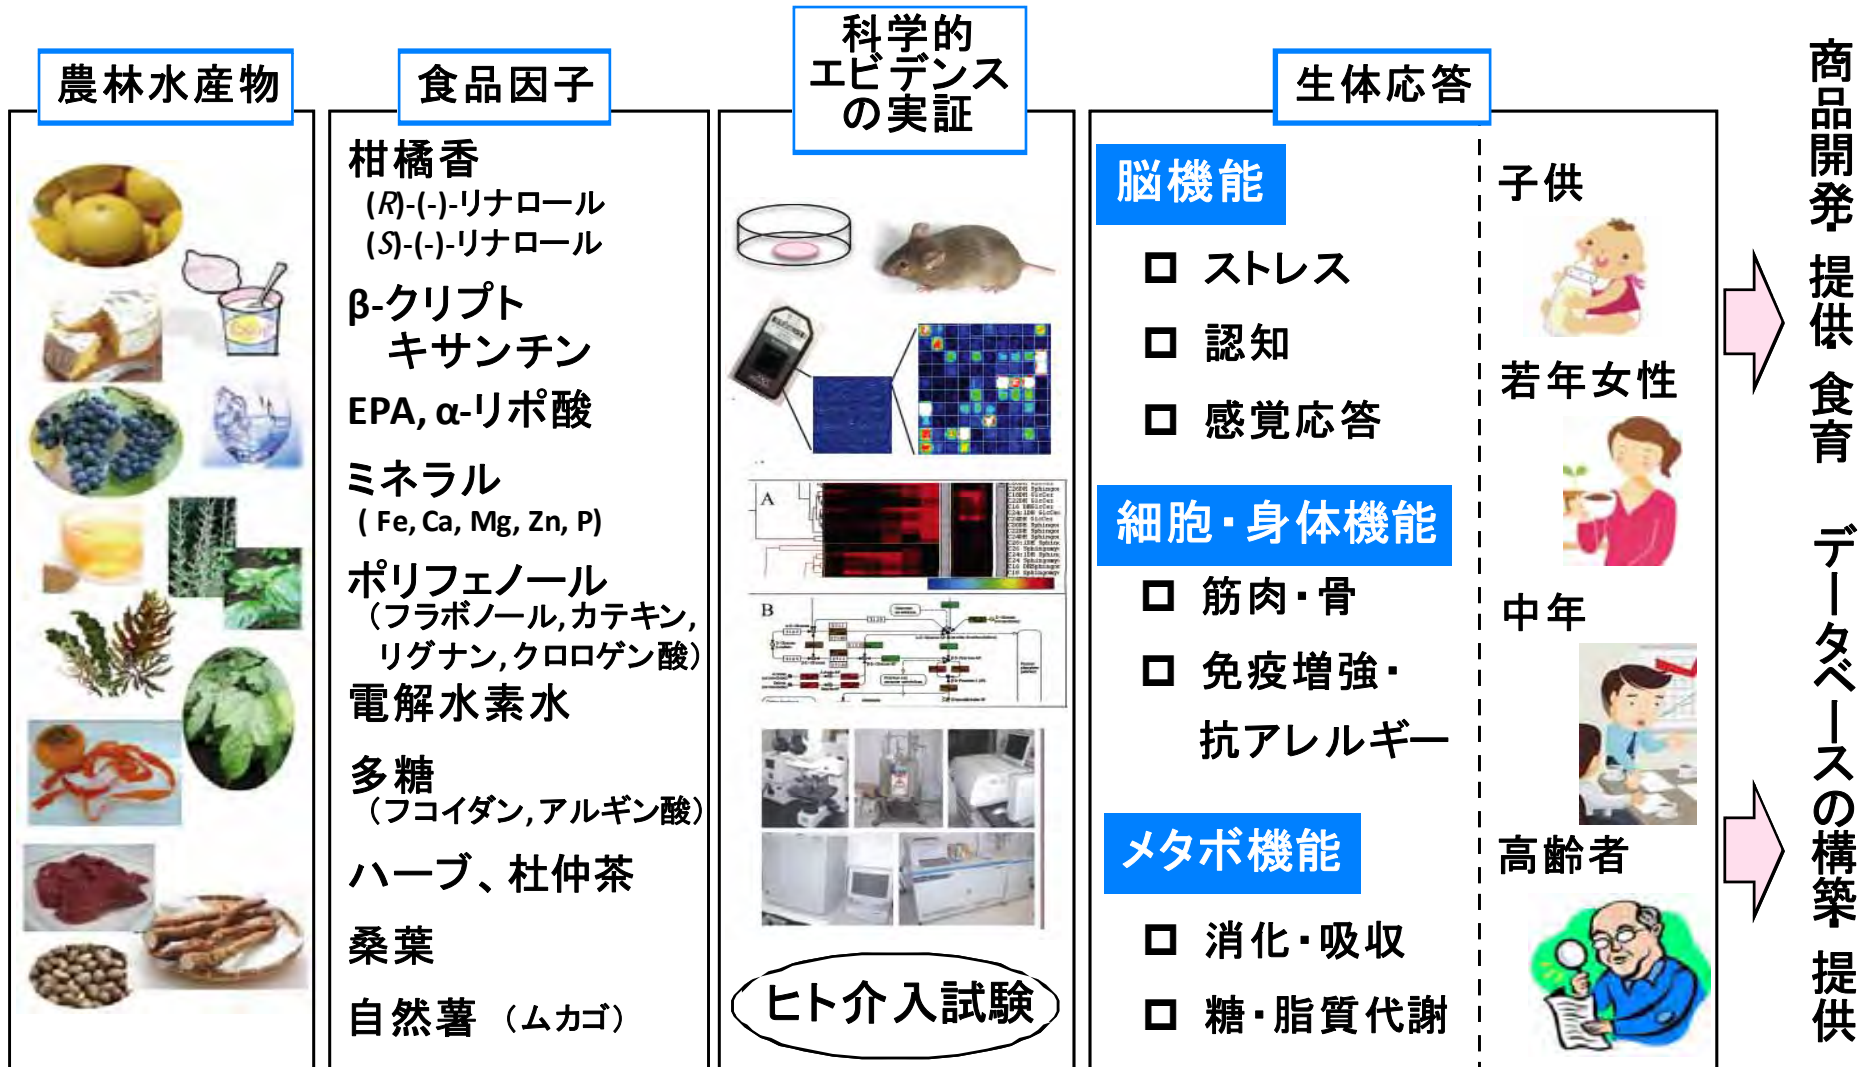 農林水産物
食品因子
柑橘香
(R)-(-)-リナロール
(S)-(-)-リナロール
β-クリプト
キサンチン
EPA, α-リポ酸
ミネラル
( Fe, Ca, Mg, Zn, P)
ポリフェノール
(フラボノール,カテキン,
リグナン,クロロゲン酸)
電解水素水
多糖
(フコイダン,アルギン酸)
ハーブ、杜仲茶
桑葉
自然薯 (ムカゴ)
科学的
エビデンス
の実証
A
B
ヒト介入試験
生体応答
脳機能
ストレス
認知
感覚応答
細胞・身体機能
筋肉・骨
免疫増強・
抗アレルギー
メタボ機能
消化・吸収
糖・脂質代謝
子供
若年女性
中年
高齢者
商品開発・提供・食育 データベースの構築・提供